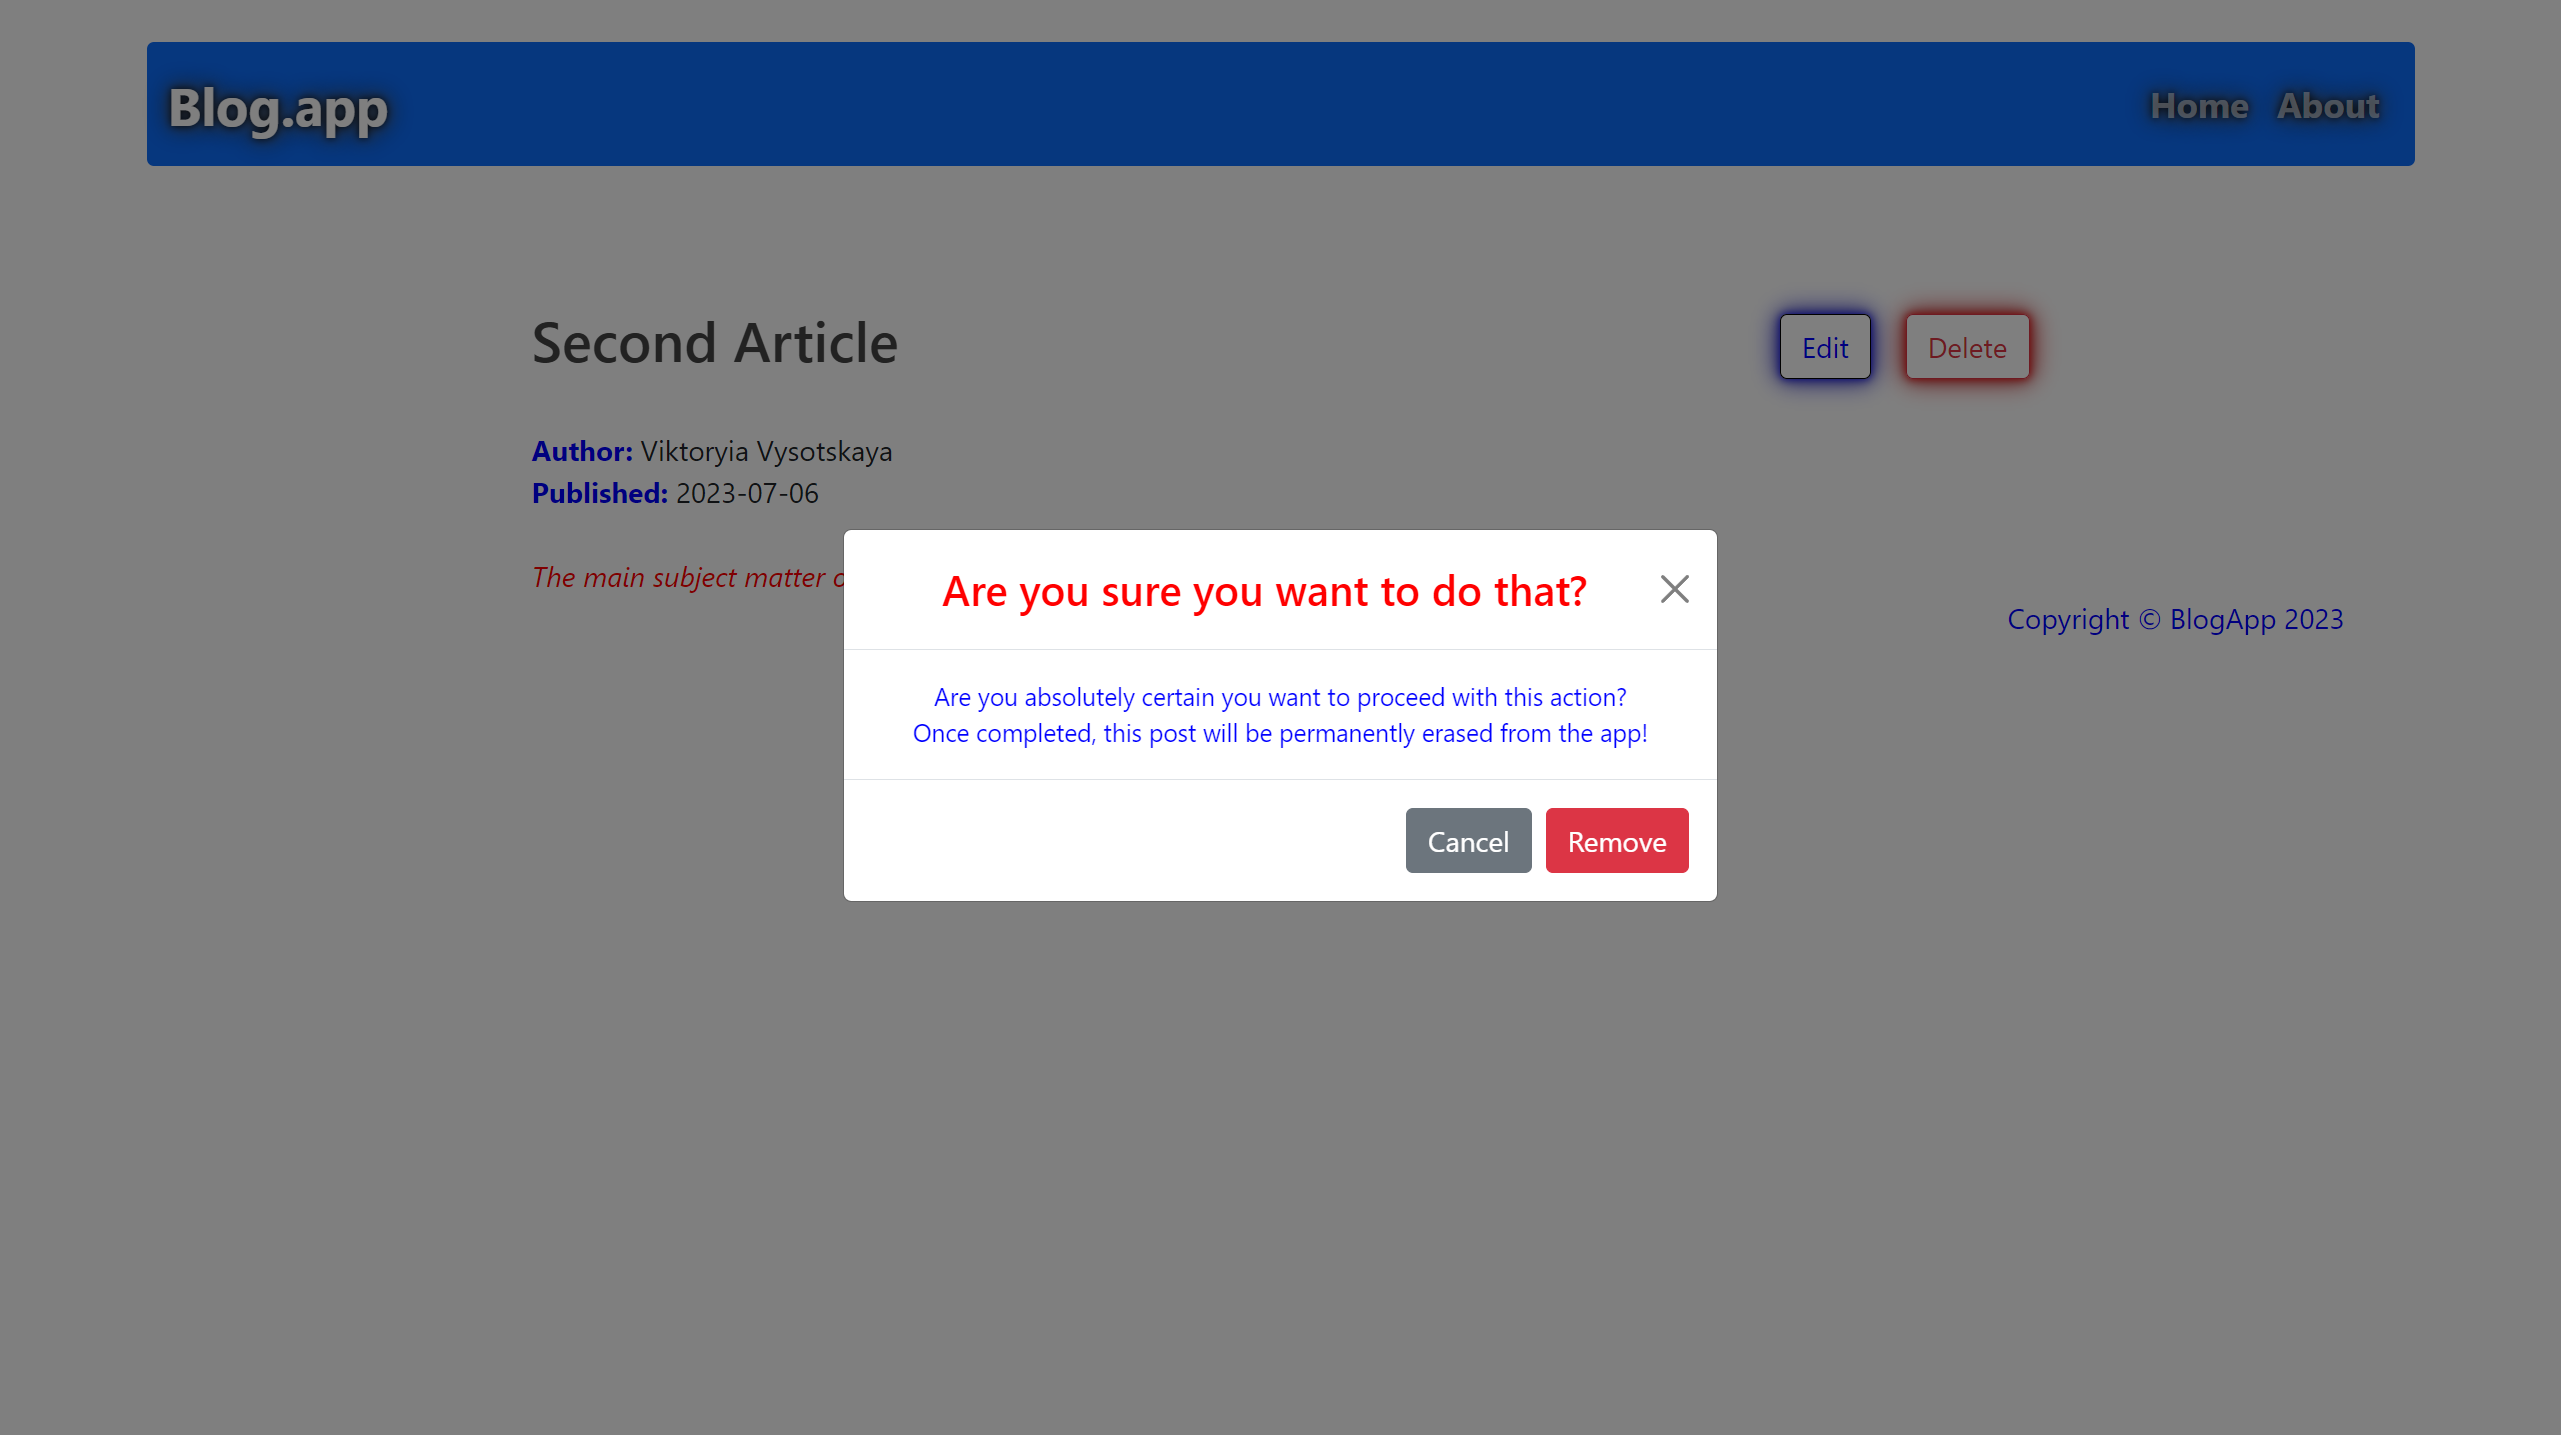 Blog.app
Home About
Second Article
Edit Delete
Author: Viktoryia Vysotskaya
Published: 2023-07-06
The main subject matter
Are you sure you want to do that?
Copyright © BlogApp 2023
Are you absolutely certain you want to proceed with this action?
Once completed, this post will be permanently erased from the app!
Cancel Remove